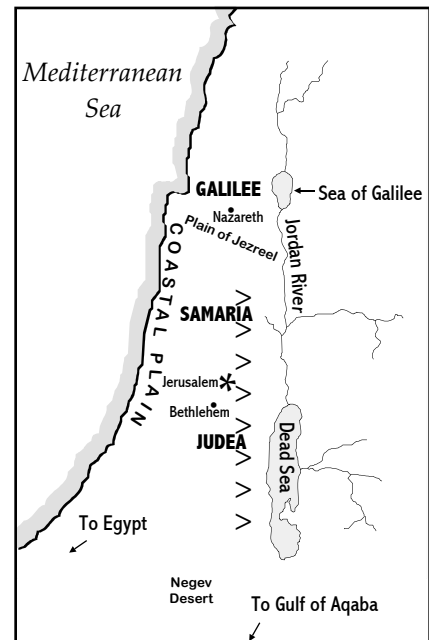 Mediterranean
Sea
GALILEE
Sea of Galilee
Nazareth
Plain of Jezreel
Jordan River
COASTAL PLAIN
SAMARIA
Jerusalem
Bethlehem
JUDEA
Dead Sea
To Egypt
Negev
Desert
To Gulf of Aqaba